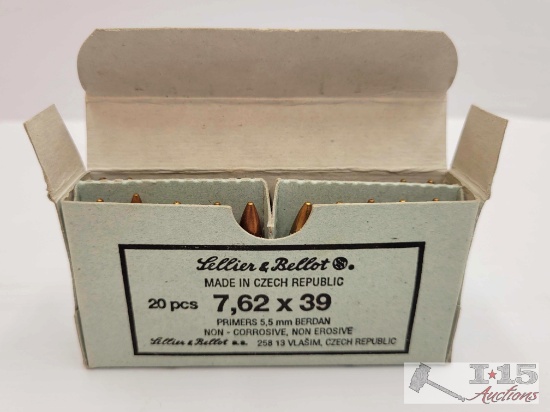 Sellier & Bellot SB.
MADE IN CZECH REPUBLIC
20 pcs 7,62 x 39
PRIMERS 5,5 mm BERDAN
NON - CORROSIVE, NON EROSIVE
Sellier & Bellot a.s. 258 13 VLAŠIM, CZECH REPUBLIC
I★15
Auctions